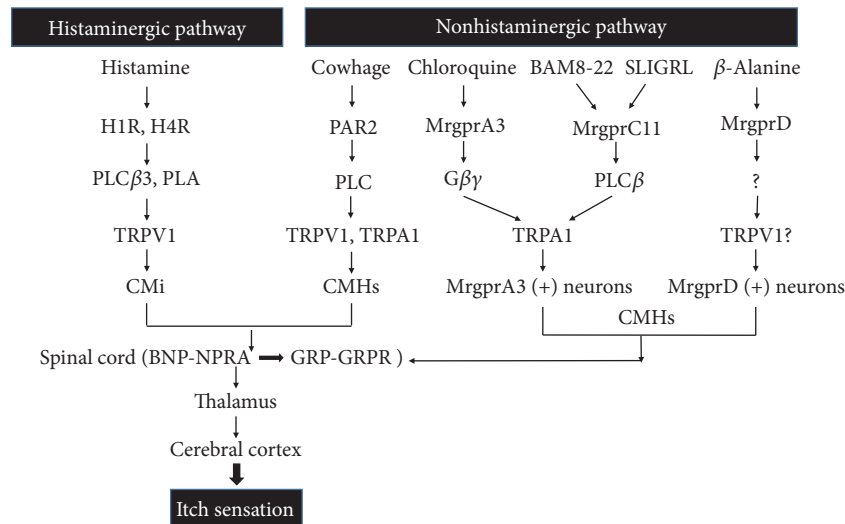 Histaminergic pathway Nonhistaminergic pathway
Histamine Cowhage Chloroquine BAM8-22 SLIGRL β-Alanine
H1R, H4R PAR2 MrgprA3 MrgprC11 MrgprD
PLCβ3, PLA PLC Gβγ PLCβ ?
TRPV1 TRPV1, TRPA1 TRPA1 TRPV1?
CMi CMHs MrgprA3 (+) neurons MrgprD (+) neurons
CMHs
Spinal cord (BNP-NPRA GRP-GRPR )
Thalamus
Cerebral cortex
Itch sensation